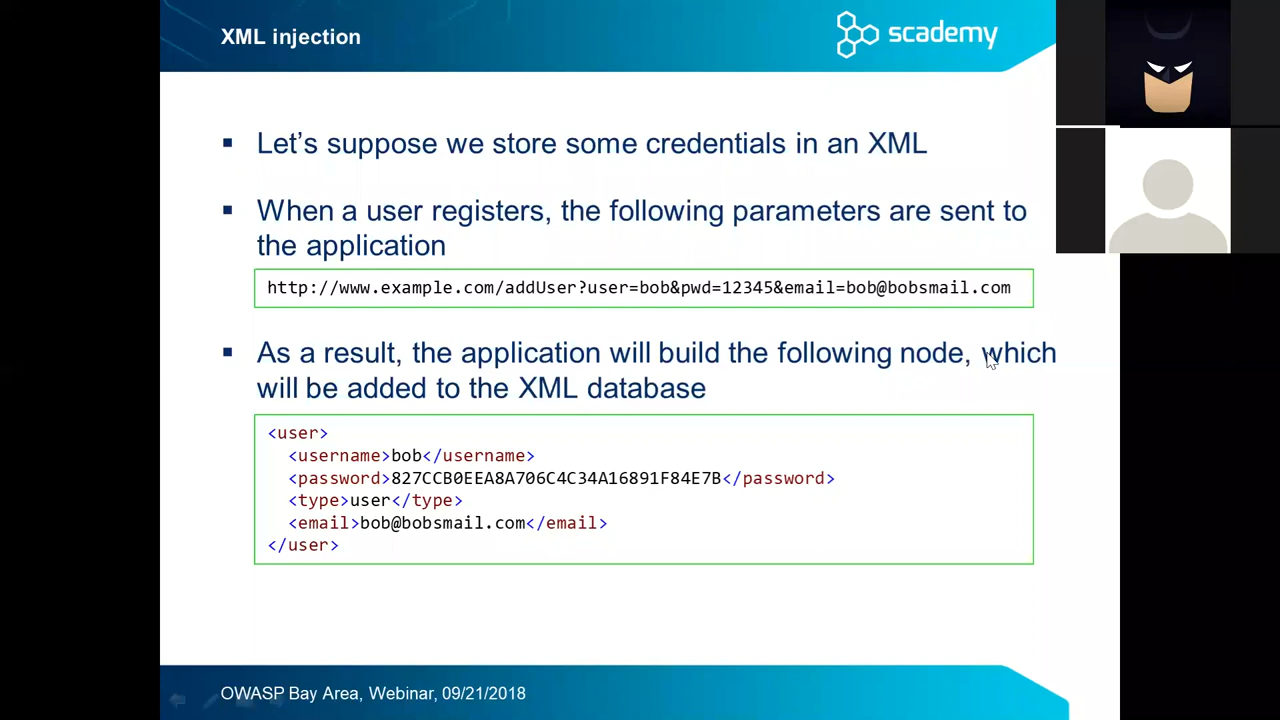 XML injection
scademy
▪ Let's suppose we store some credentials in an XML
▪ When a user registers, the following parameters are sent to
the application
http://www.example.com/addUser?user=bob&pwd=12345&email=bob@bobsmail.com
▪ As a result, the application will build the following node, which
will be added to the XML database
<user>
<username>bob</username>
<password>827CCB0EEA8A706C4C34A16891F84E7B</password>
<type>user</type>
<email>bob@bobsmail.com</email>
</user>
OWASP Bay Area, Webinar, 09/21/2018